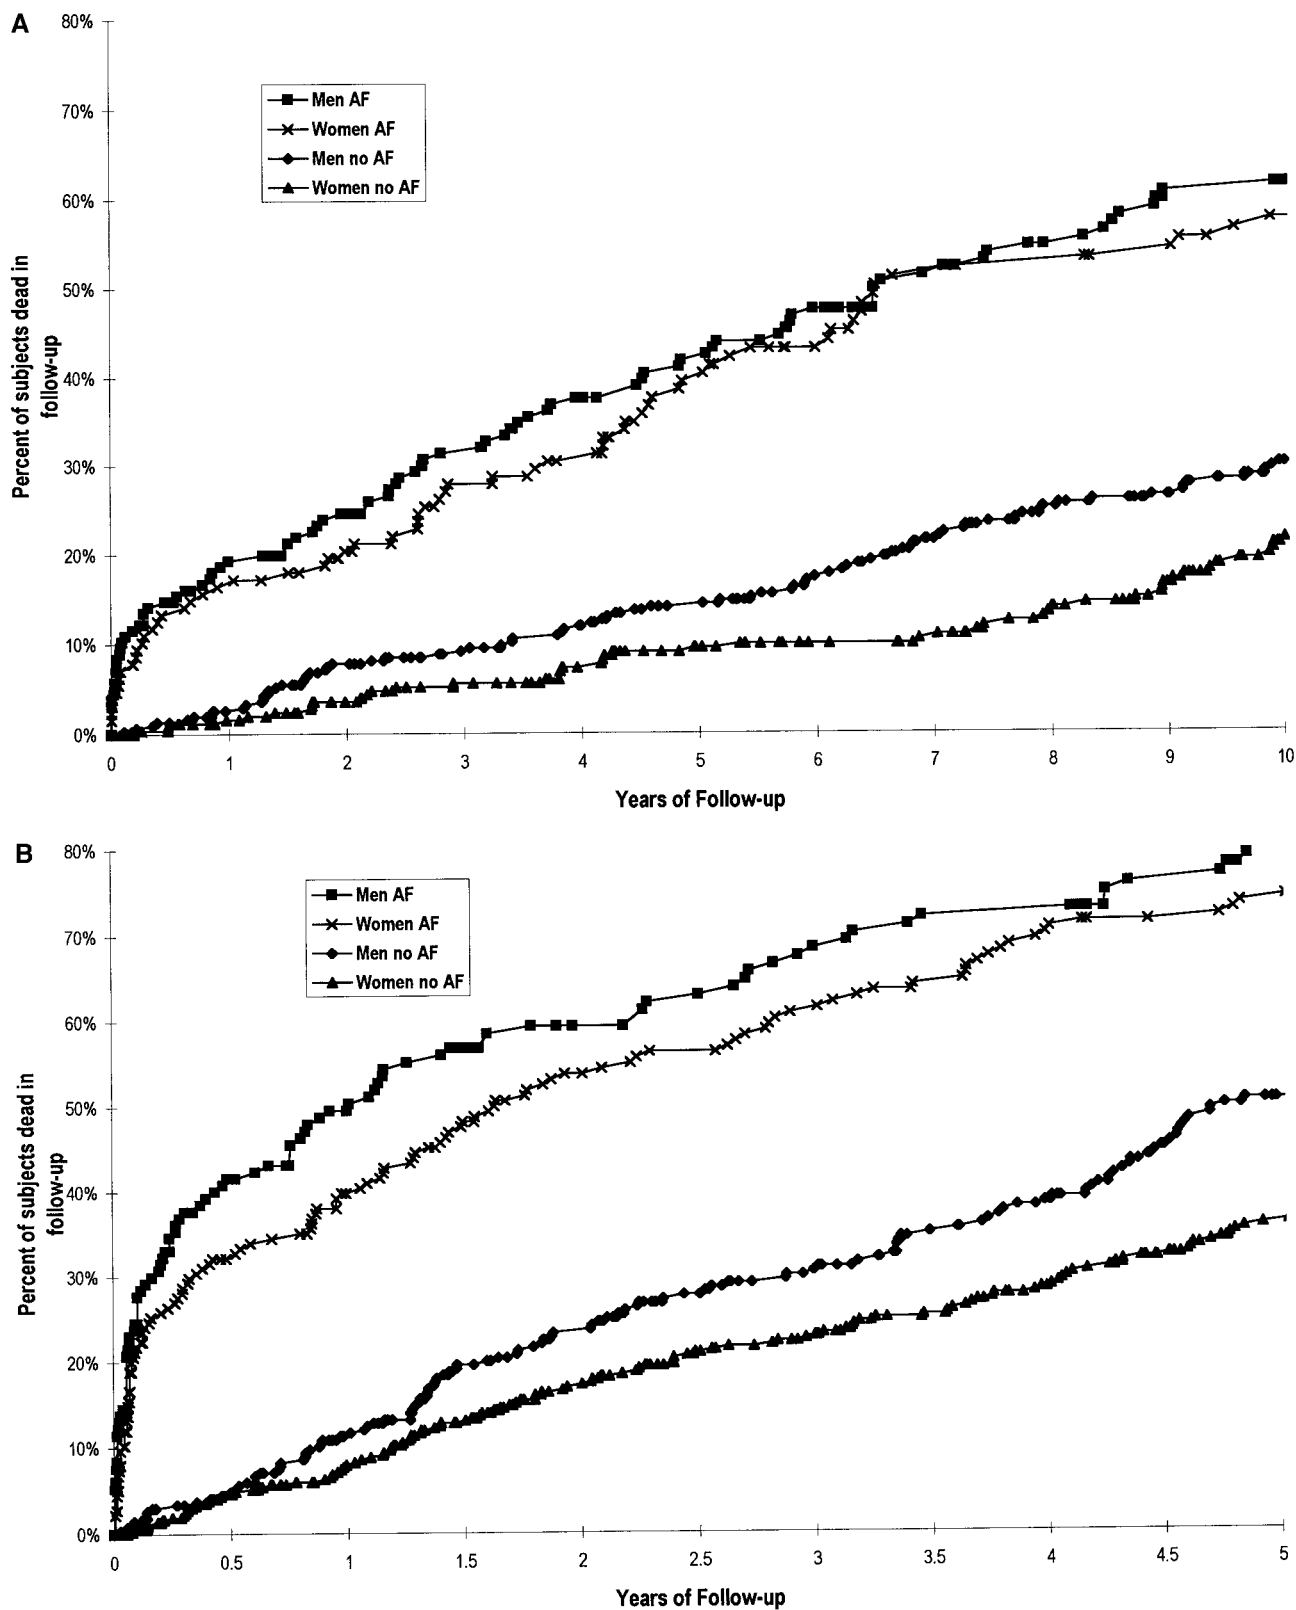 A
80%
70%
60%
50%
40%
30%
20%
10%
0%
Percent of subjects dead in
follow-up
Men AF
Women AF
Men no AF
Women no AF
0 1 2 3 4 5 6 7 8 9 10
Years of Follow-up
B
80%
70%
60%
50%
40%
30%
20%
10%
0%
Percent of subjects dead in
follow-up
Men AF
Women AF
Men no AF
Women no AF
0 0.5 1 1.5 2 2.5 3 3.5 4 4.5 5
Years of Follow-up